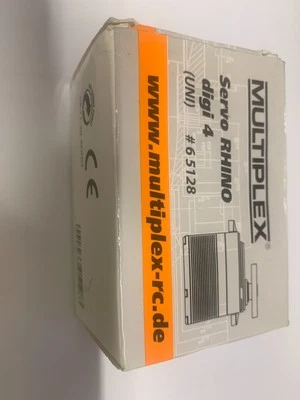 MULTIPLEX®
Servo RHINO
digi 4
(UNI) # 6 5128
www.multiplex-rc.de
CE